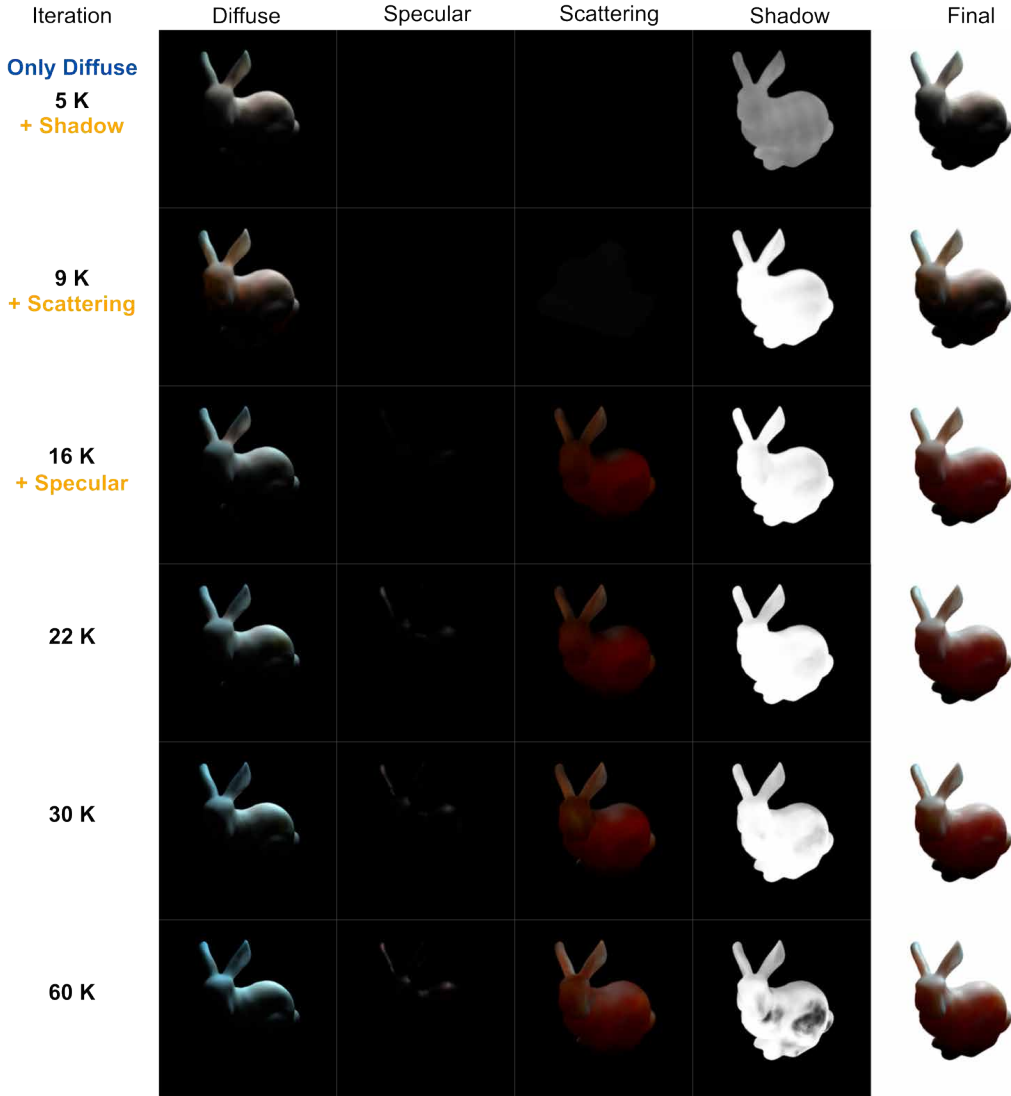 Iteration Diffuse Specular Scattering Shadow Final
Only Diffuse
5 K
+ Shadow
9 K
+ Scattering
16 K
+ Specular
22 K
30 K
60 K